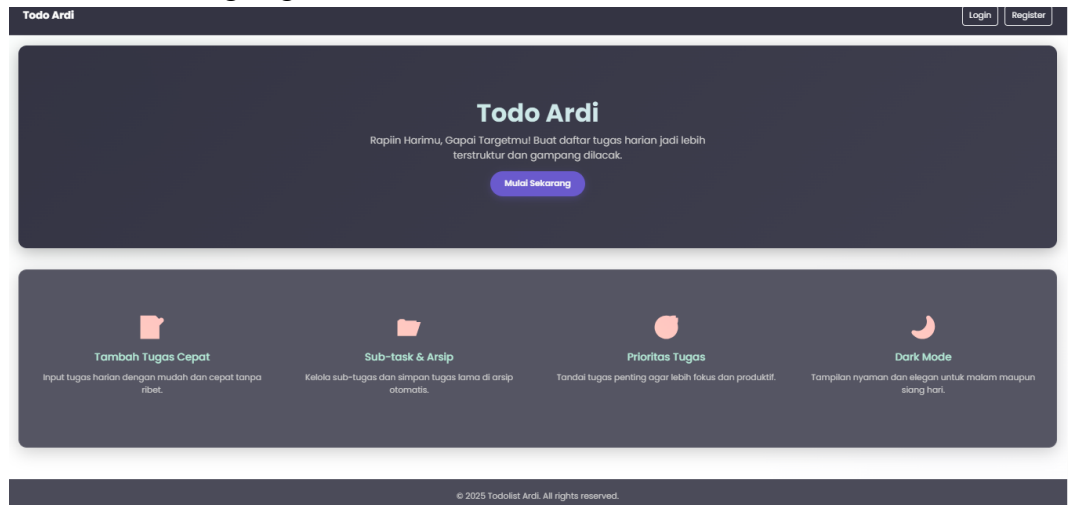 Todo Ardi
Login
Register
Todo Ardi
Rapiin Harimu, Gapai Targetmu! Buat daftar tugas harian jadi lebih
terstruktur dan gampang dilacak.
Mulai Sekarang
Tambah Tugas Cepat
Input tugas harian dengan mudah dan cepat tanpa
ribet.
Sub-task & Arsip
Kelola sub-tugas dan simpan tugas lama di arsip
otomatis.
Prioritas Tugas
Tandai tugas penting agar lebih fokus dan produktif.
Dark Mode
Tampilan nyaman dan elegan untuk malam maupun
siang hari.
© 2025 Todolist Ardi. All rights reserved.